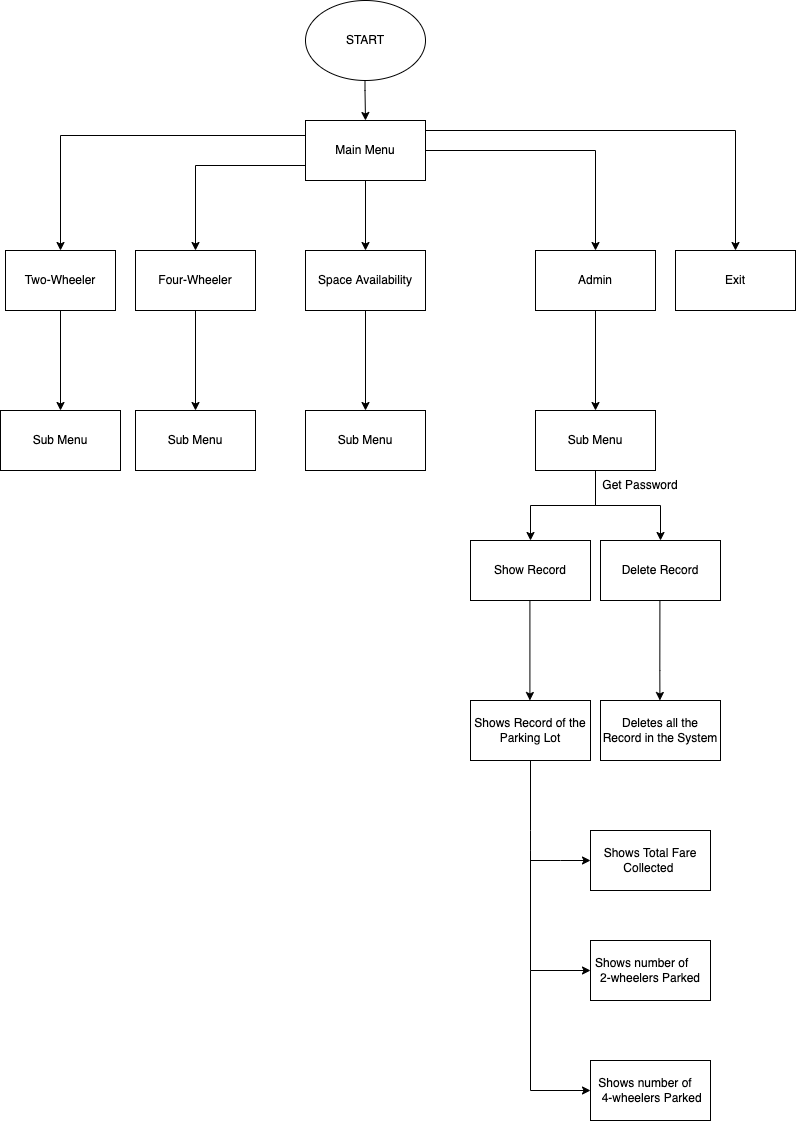 START
Main Menu
Two-Wheeler
Four-Wheeler
Space Availability
Admin
Exit
Sub Menu
Sub Menu
Sub Menu
Sub Menu
Get Password
Show Record
Delete Record
Shows Record of the
Parking Lot
Deletes all the
Record in the System
Shows Total Fare
Collected
Shows number of
2-wheelers Parked
Shows number of
4-wheelers Parked